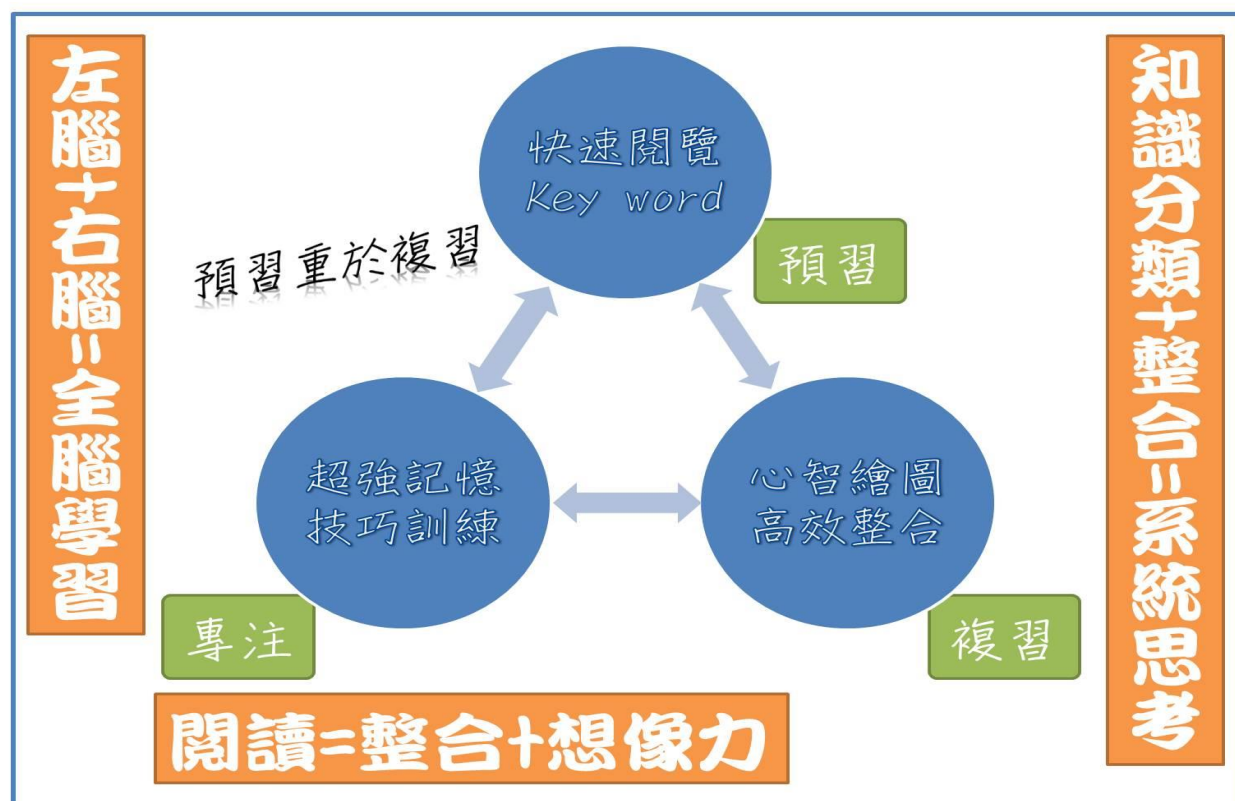 左腦+右腦=全腦學習
快速閱覽
Key word
預習重於複習
預習
超強記憶
技巧訓練
專注
心智繪圖
高效整合
複習
閱讀=整合+想像力
知識分類+整合=系統思考